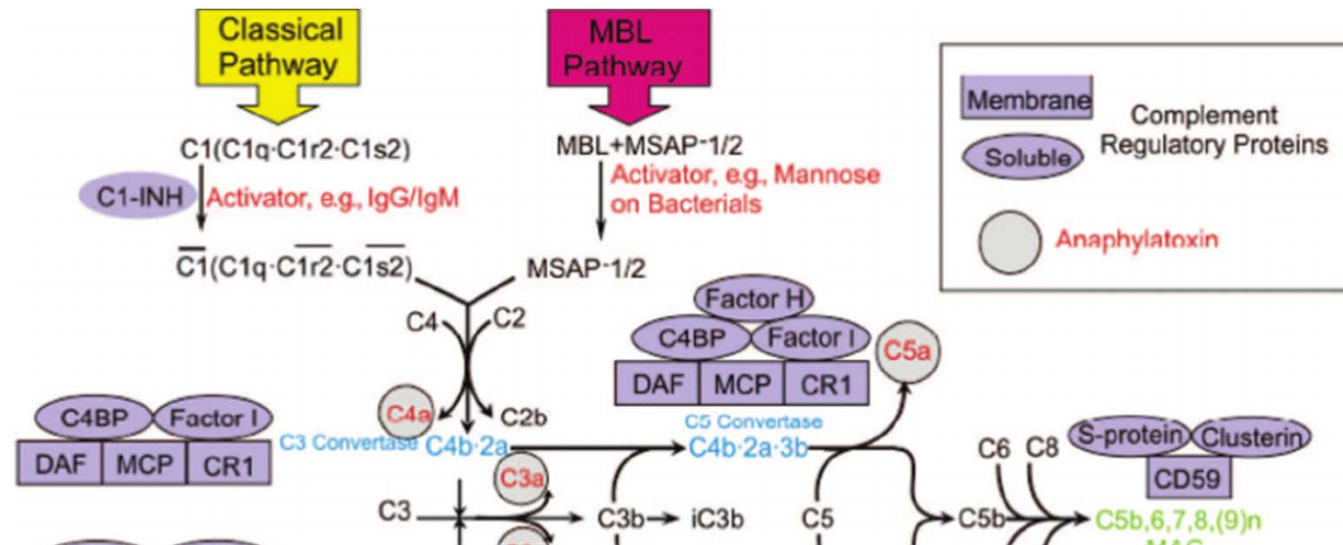 Classical
Pathway
MBL
Pathway
C1(C1q·C1r2·C1s2)
MBL+MSAP-1/2
C1-INH
Activator, e.g., IgG/IgM
Activator, e.g., Mannose
on Bacterials
C1(C1q·C1r2·C1s2)
MSAP-1/2
Membrane
Soluble
Complement
Regulatory Proteins
Anaphylatoxin
C4
C2
Factor H
C4BP
Factor I
DAF
MCP
CR1
C5a
C4a
C2b
C4BP
Factor I
DAF
MCP
CR1
C3 Convertase
C4b·2a
C5 Convertase
C4b·2a·3b
C3a
C6
C8
S-protein
Clusterin
CD59
C3
C3b
iC3b
C5
C5b
C5b,6,7,8,(9)n